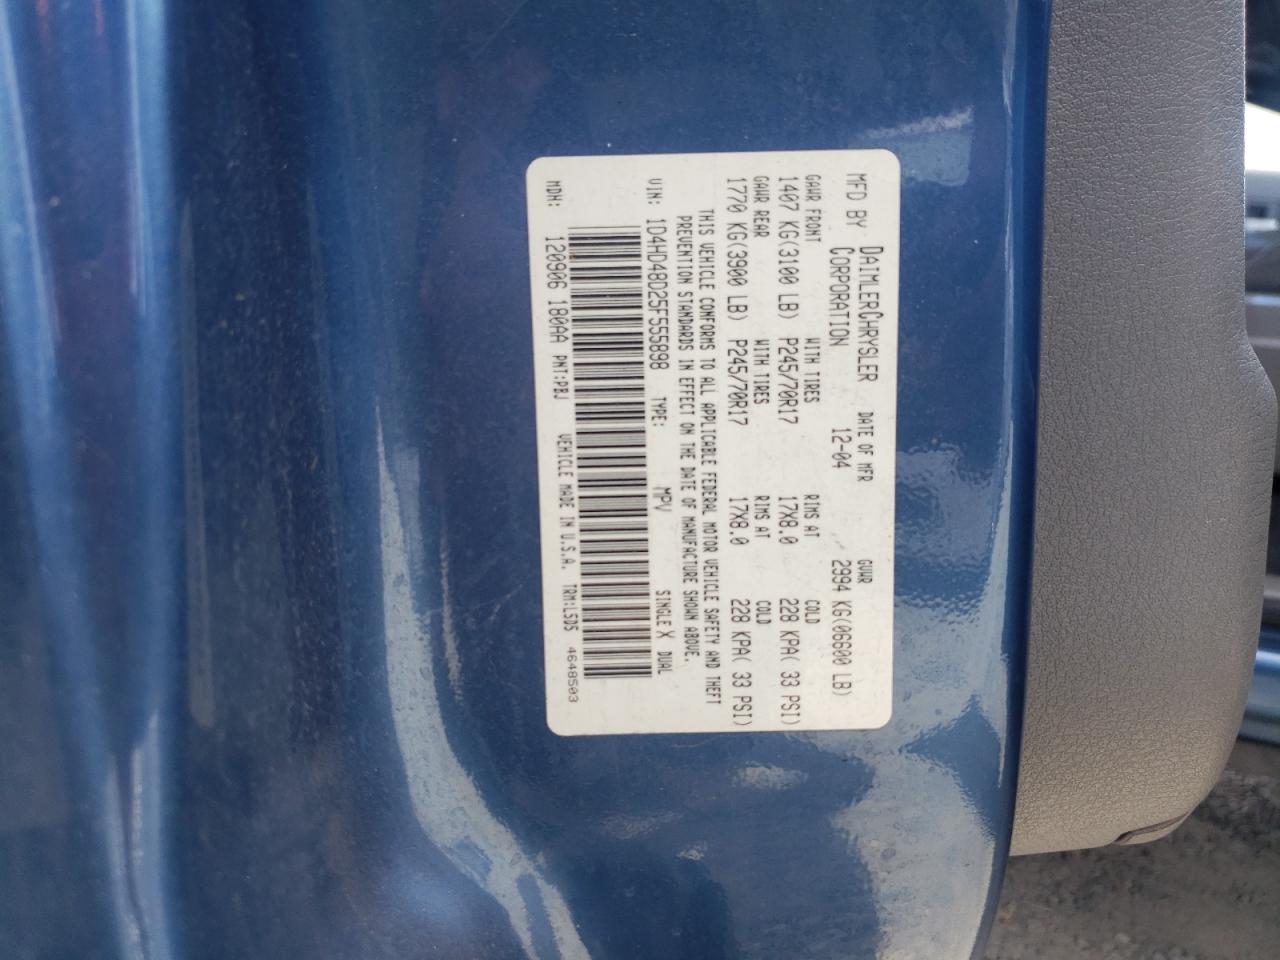 MFD BY DAIMLERCHRYSLER CORPORATION DATE OF MFR 12-04 GVWR 2994 KG(06600 LB)
GAWR FRONT WITH TIRES RIMS AT COLD
1407 KG(3100 LB) P245/70R17 17X8.0 228 KPA( 33 PSI)
GAWR REAR WITH TIRES RIMS AT COLD
1770 KG(3900 LB) P245/70R17 17X8.0 228 KPA( 33 PSI)
THIS VEHICLE CONFORMS TO ALL APPLICABLE FEDERAL MOTOR VEHICLE SAFETY AND THEFT
PREVENTION STANDARDS IN EFFECT ON THE DATE OF MANUFACTURE SHOWN ABOVE.
VIN: 1D4HD48D25F555898 TYPE: MPV SINGLE X DUAL
MDH: 120906 180AA PNT:PBJ VEHICLE MADE IN U.S.A. TRM:L5D5 4648503